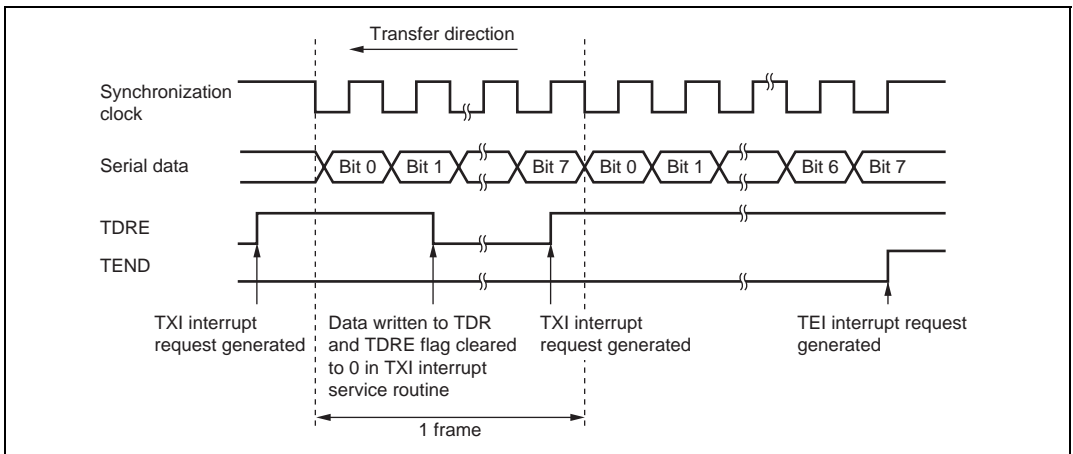 Transfer direction
Synchronization
clock
Serial data
Bit 0
Bit 1
Bit 7
Bit 0
Bit 1
Bit 6
Bit 7
TDRE
TEND
TXI interrupt
request generated
Data written to TDR
and TDRE flag cleared
to 0 in TXI interrupt
service routine
TXI interrupt
request generated
TEI interrupt request
generated
1 frame